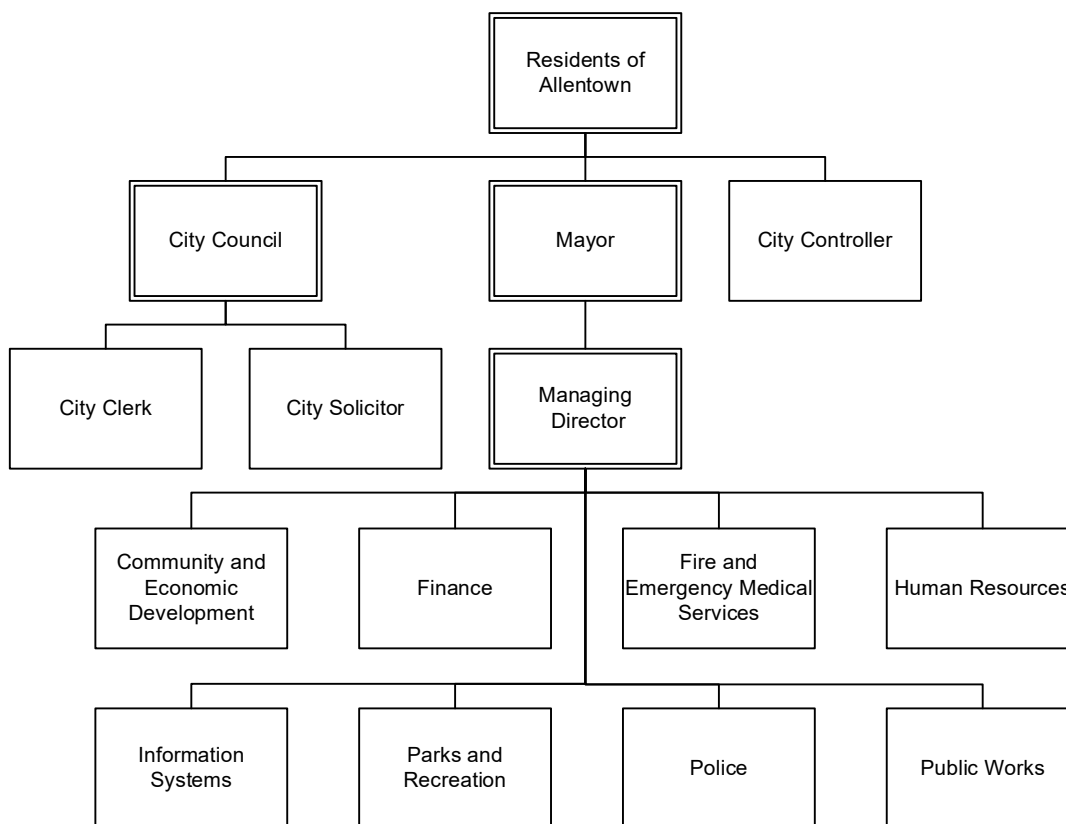 Residents of
Allentown
City Council
Mayor
City Controller
City Clerk
City Solicitor
Managing
Director
Community and
Economic
Development
Finance
Fire and
Emergency Medical
Services
Human Resources
Information
Systems
Parks and
Recreation
Police
Public Works